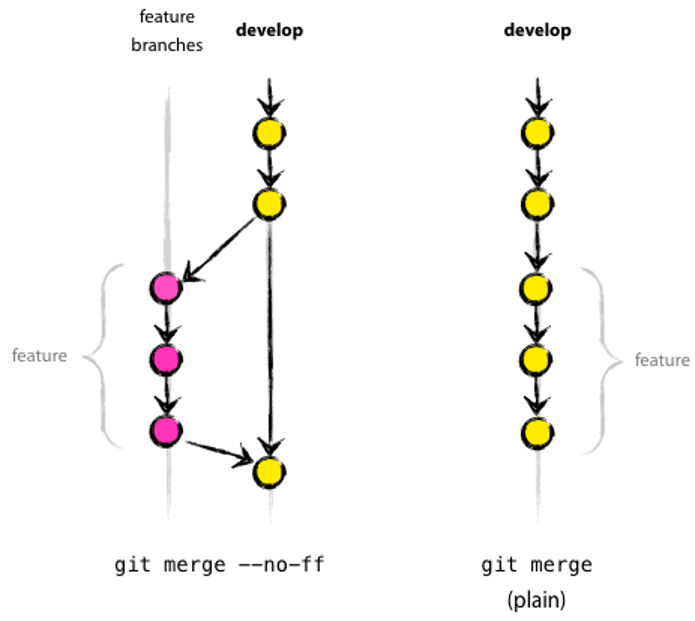 feature
branches
develop
develop
feature
feature
git merge --no-ff
git merge
(plain)